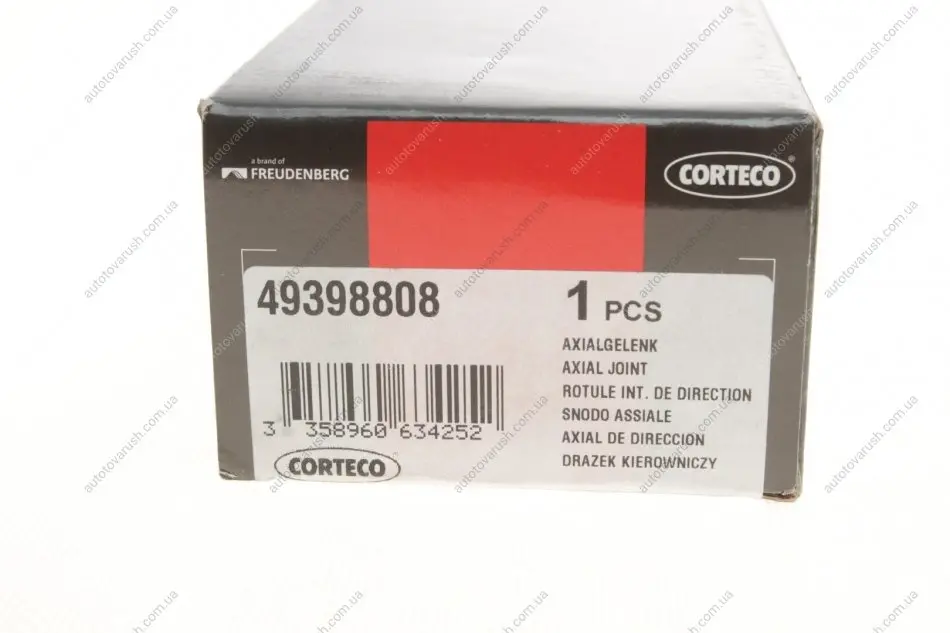 a brand of
FREUDENBERG
CORTECO
49398808
1 PCS
AXIALGELENK
AXIAL JOINT
ROTULE INT. DE DIRECTION
SNODO ASSIALE
AXIAL DE DIRECCION
DRAZEK KIEROWNICZY
3 358960 634252
CORTECO
autotovarush.com.ua